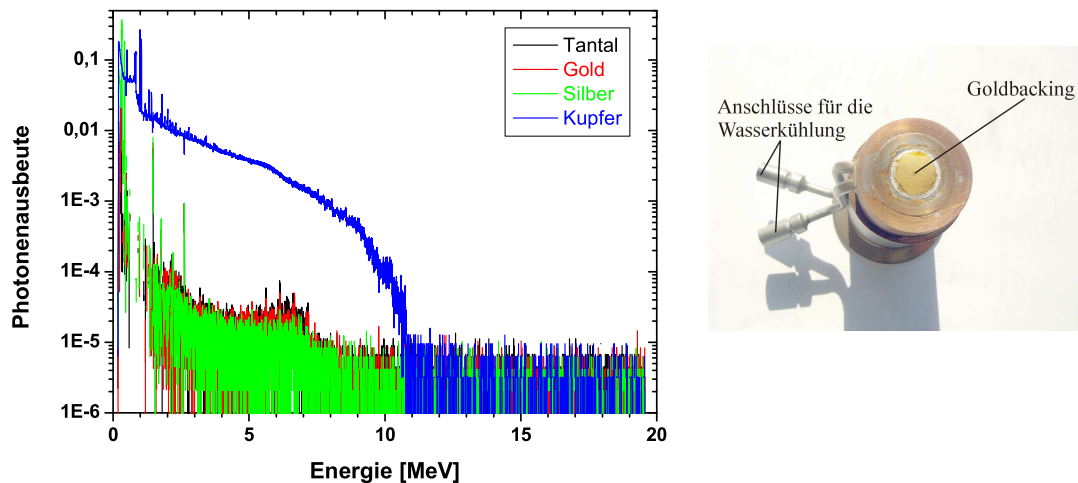 Photonenausbeute
0,1
0,01
1E-3
1E-4
1E-5
1E-6
0
5
10
15
20
Energie [MeV]
Tantal
Gold
Silber
Kupfer
Anschlüsse für die
Wasserkühlung
Goldbacking